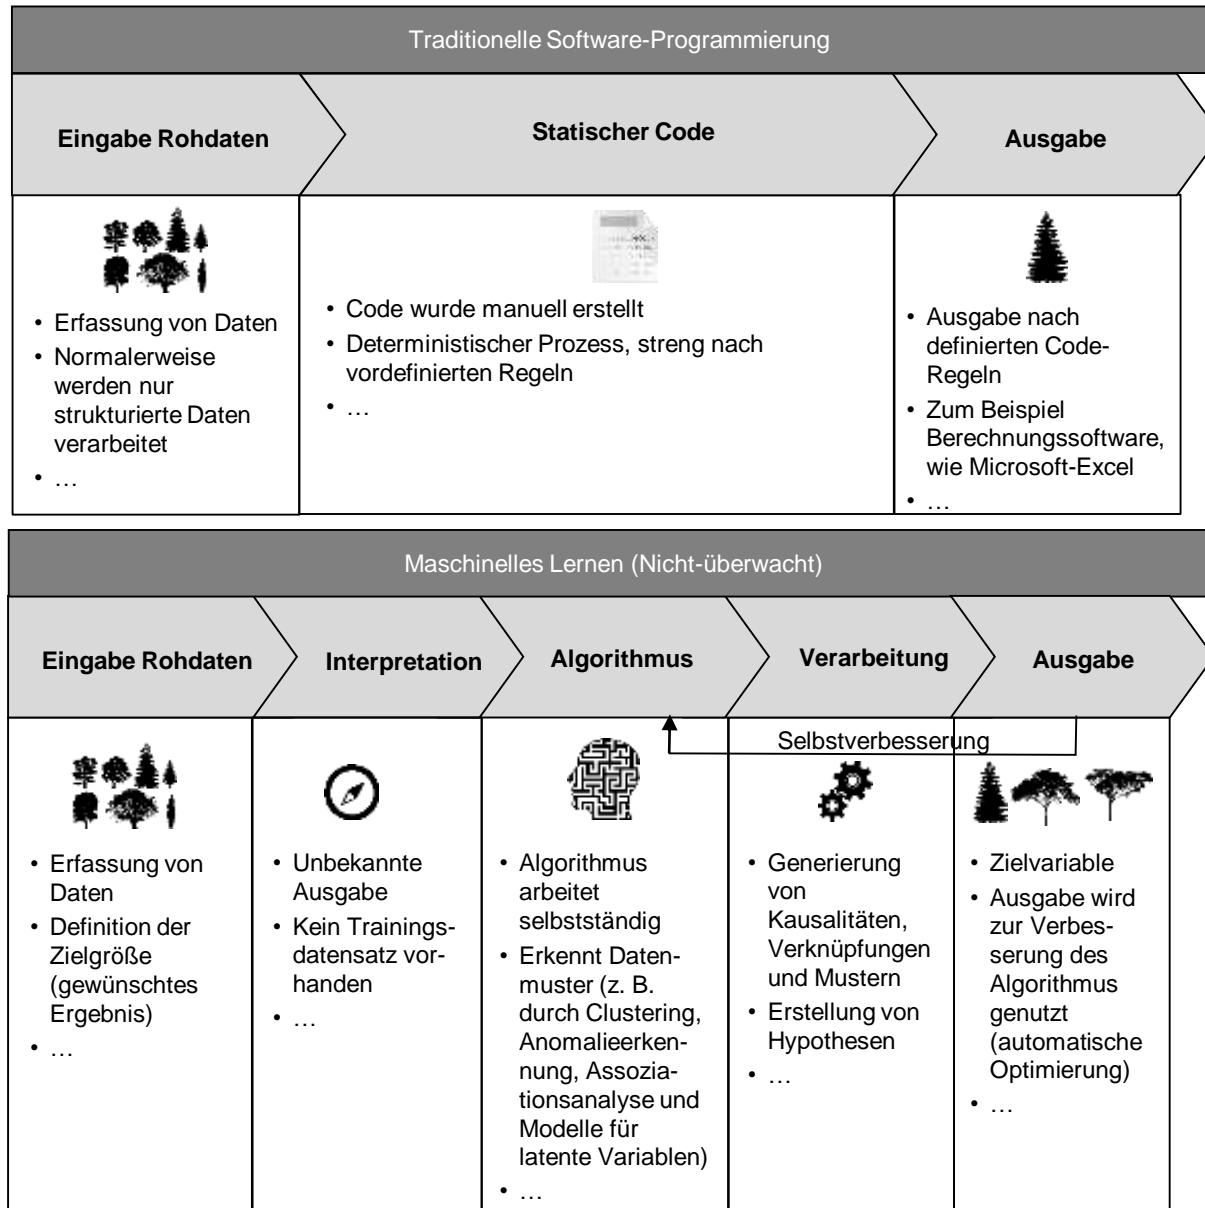 Traditionelle Software-Programmierung
Eingabe Rohdaten
Statischer Code
Ausgabe
• Erfassung von Daten
• Normalerweise
werden nur
strukturierte Daten
verarbeitet
• …
• Code wurde manuell erstellt
• Deterministischer Prozess, streng nach
vordefinierten Regeln
• …
• Ausgabe nach
definierten Code-
Regeln
• Zum Beispiel
Berechnungssoftware,
wie Microsoft-Excel
• …
Maschinelles Lernen (Nicht-überwacht)
Eingabe Rohdaten
Interpretation
Algorithmus
Verarbeitung
Ausgabe
Selbstverbesserung
• Erfassung von
Daten
• Definition der
Zielgröße
(gewünschtes
Ergebnis)
• …
• Unbekannte
Ausgabe
• Kein Trainings-
datensatz vor-
handen
• …
• Algorithmus
arbeitet
selbstständig
• Erkennt Daten-
muster (z. B.
durch Clustering,
Anomalieerken-
nung, Assozia-
tionsanalyse und
Modelle für
latente Variablen)
• …
• Generierung
von
Kausalitäten,
Verknüpfungen
und Mustern
• Erstellung von
Hypothesen
• …
• Zielvariable
• Ausgabe wird
zur Verbes-
serung des
Algorithmus
genutzt
(automatische
Optimierung)
• …